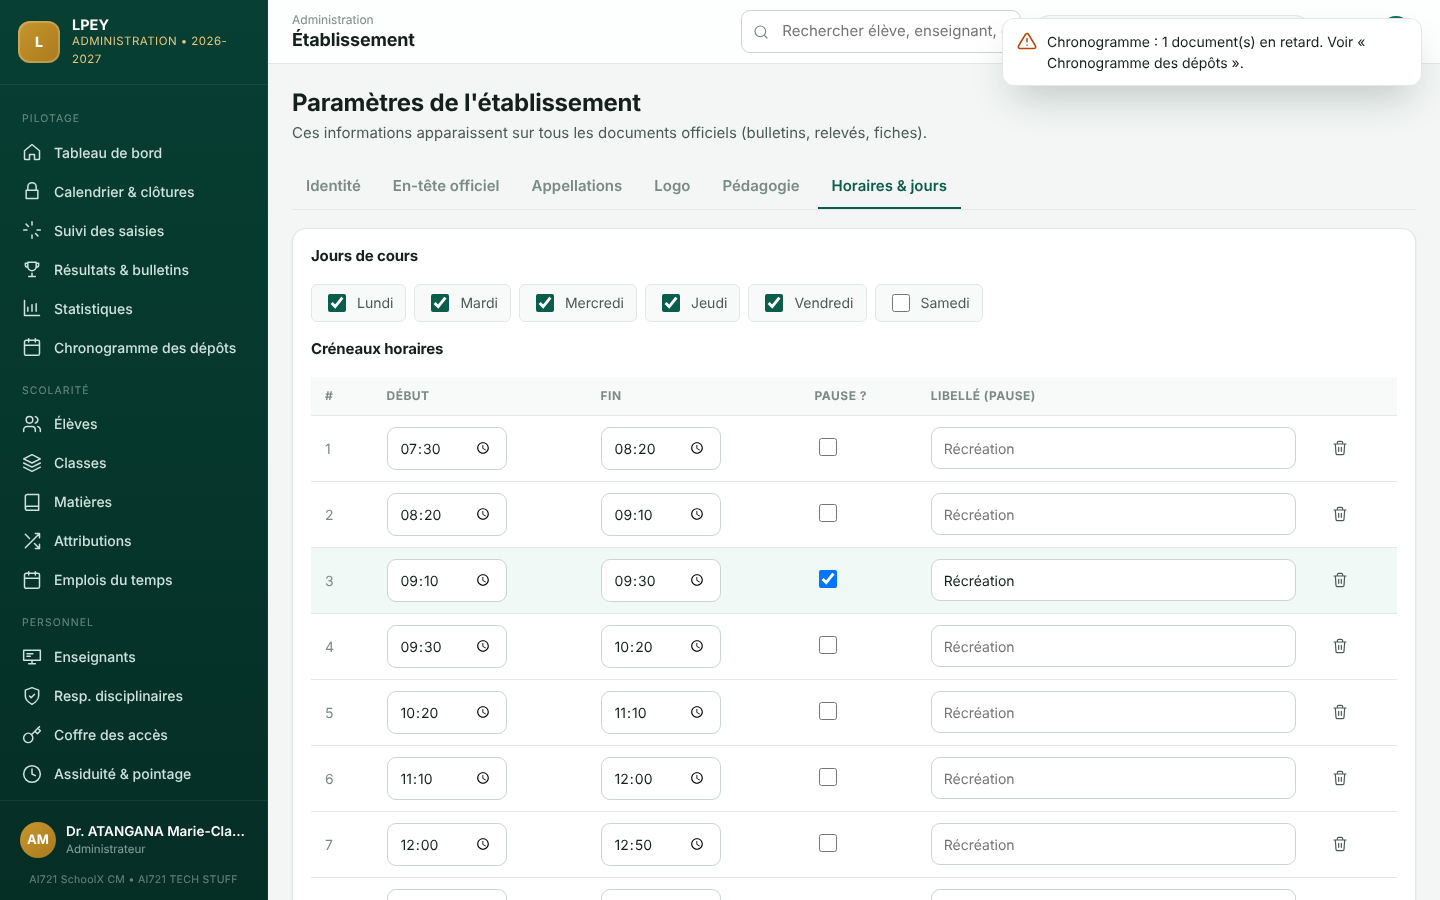 L
LPEY
ADMINISTRATION • 2026-
2027
PILOTAGE
Tableau de bord
Calendrier & clôtures
Suivi des saisies
Résultats & bulletins
Statistiques
Chronogramme des dépôts
SCOLARITÉ
Élèves
Classes
Matières
Attributions
Emplois du temps
PERSONNEL
Enseignants
Resp. disciplinaires
Coffre des accès
Assiduité & pointage
AM
Dr. ATANGANA Marie-Cla...
Administrateur
AI721 SchoolX CM • AI721 TECH STUFF
Administration
Établissement
Rechercher élève, enseignant,
Chronogramme : 1 document(s) en retard. Voir «
Chronogramme des dépôts ».
Paramètres de l'établissement
Ces informations apparaissent sur tous les documents officiels (bulletins, relevés, fiches).
Identité En-tête officiel Appellations Logo Pédagogie Horaires & jours
Jours de cours
Lundi Mardi Mercredi Jeudi Vendredi Samedi
Créneaux horaires
# DÉBUT FIN PAUSE ? LIBELLÉ (PAUSE)
1 07:30 08:20 Récréation
2 08:20 09:10 Récréation
3 09:10 09:30 Récréation
4 09:30 10:20 Récréation
5 10:20 11:10 Récréation
6 11:10 12:00 Récréation
7 12:00 12:50 Récréation